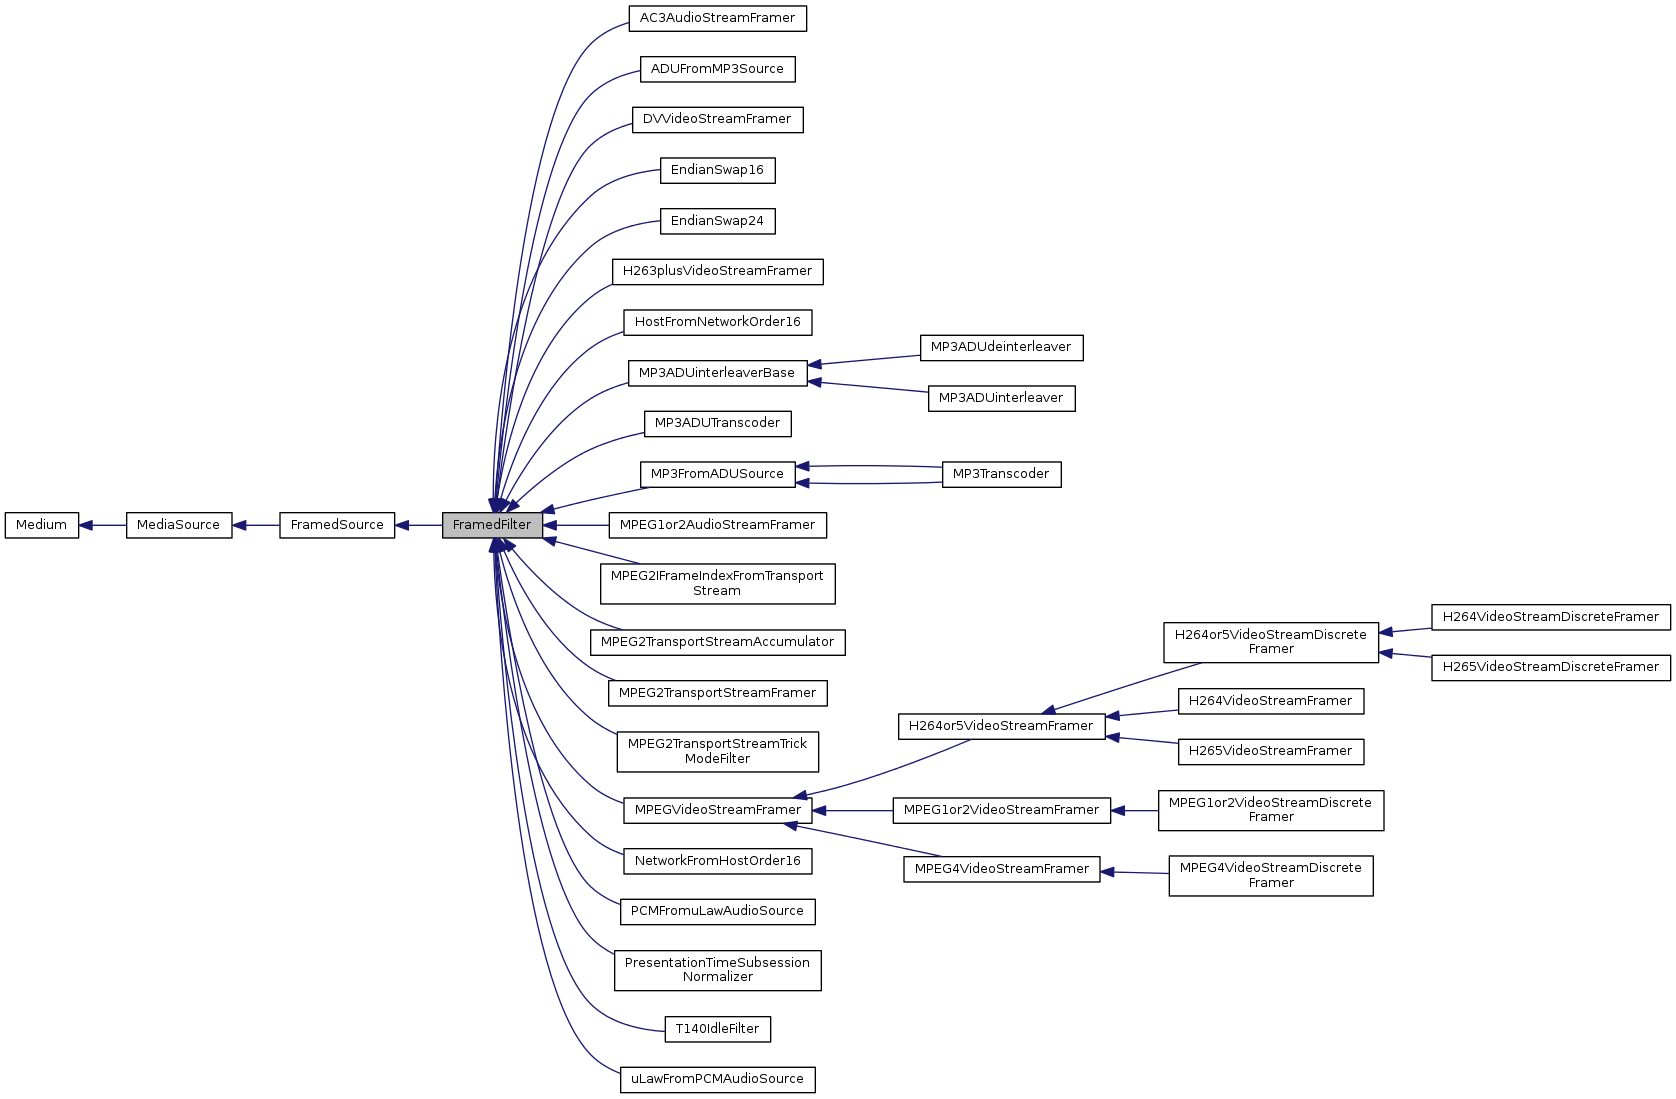 AC3AudioStreamFramer
ADUFromMP3Source
DVVideoStreamFramer
EndianSwap16
EndianSwap24
H263plusVideoStreamFramer
HostFromNetworkOrder16
MP3ADUdeinterleaver
MP3ADUinterleaverBase
MP3ADUinterleaver
MP3ADUTranscoder
MP3FromADUSource
MP3Transcoder
Medium
MediaSource
FramedSource
FramedFilter
MPEG1or2AudioStreamFramer
MPEG2IFrameIndexFromTransport
Stream
MPEG2TransportStreamAccumulator
H264or5VideoStreamDiscrete
Framer
H264VideoStreamDiscreteFramer
H265VideoStreamDiscreteFramer
MPEG2TransportStreamFramer
H264VideoStreamFramer
H264or5VideoStreamFramer
H265VideoStreamFramer
MPEG2TransportStreamTrick
ModeFilter
MPEGVideoStreamFramer
MPEG1or2VideoStreamFramer
MPEG1or2VideoStreamDiscrete
Framer
NetworkFromHostOrder16
MPEG4VideoStreamFramer
MPEG4VideoStreamDiscrete
Framer
PCMFromuLawAudioSource
PresentationTimeSubsession
Normalizer
T140IdleFilter
uLawFromPCMAudioSource